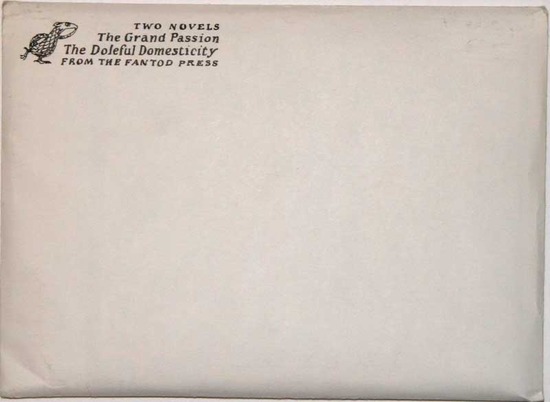 TWO NOVELS
The Grand Passion
The Doleful Domesticity
FROM THE FANTOD PRESS